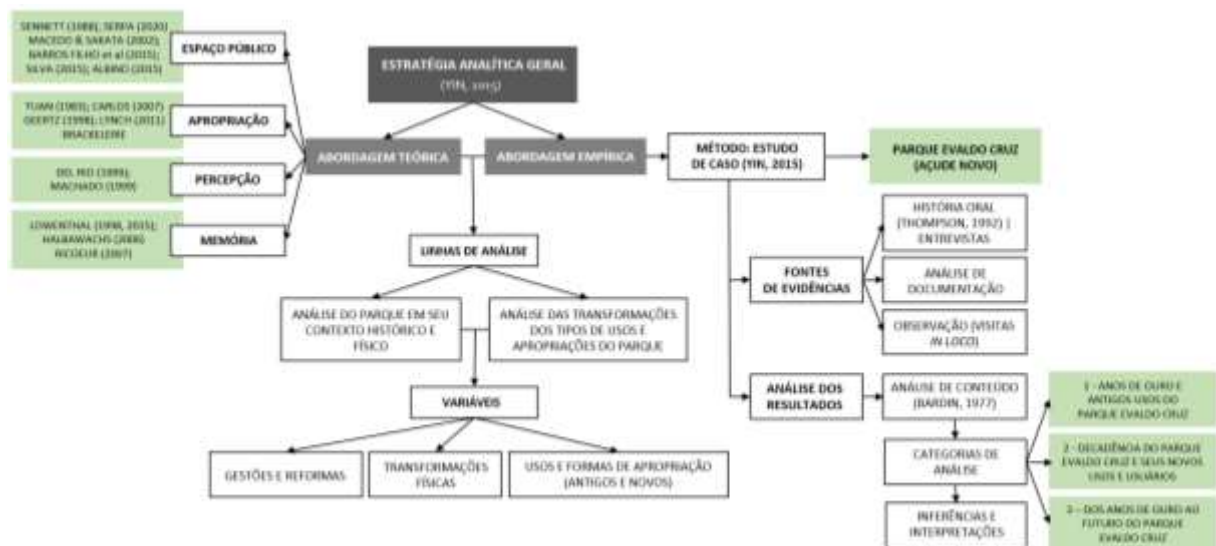 SENNETT (1988); SERPA (2020)
MACEDO & SAKATA (2002);
BARROS FILHO et al (2015);
SILVA (2015); ALBINO (2015)
ESPAÇO PÚBLICO
TUAN (1983); CARLOS (2007)
GEERTZ (1998); LYNCH (2011)
APROPRIAÇÃO
DEL RIO (1999);
MACHADO (1999)
PERCEPÇÃO
LOWENTHAL (1998, 2015);
HALBAWACHS (2006)
RICOEUR (2007)
MEMÓRIA
ESTRATÉGIA ANALÍTICA GERAL
(YIN, 2015)
ABORDAGEM TEÓRICA
ABORDAGEM EMPÍRICA
MÉTODO: ESTUDO
DE CASO (YIN, 2015)
PARQUE EVALDO CRUZ
(AÇUDE NOVO)
LINHAS DE ANÁLISE
ANÁLISE DO PARQUE EM SEU
CONTEXTO HISTÓRICO E
FÍSICO
ANÁLISE DAS TRANSFORMAÇÕES
DOS TIPOS DE USOS E
APROPRIAÇÕES DO PARQUE
VARIÁVEIS
GESTÕES E REFORMAS
TRANSFORMAÇÕES
FÍSICAS
USOS E FORMAS DE APROPRIAÇÃO
(ANTIGOS E NOVOS)
FONTES
DE EVIDÊNCIAS
HISTÓRIA ORAL
(THOMPSON, 1992) |
ENTREVISTAS
ANÁLISE DE
DOCUMENTAÇÃO
OBSERVAÇÃO (VISITAS
IN LOCO)
ANÁLISE DOS
RESULTADOS
ANÁLISE DE CONTEÚDO
(BARDIN, 1977)
CATEGORIAS DE
ANÁLISE
INFERÊNCIAS E
INTERPRETAÇÕES
1 - ANOS DE OURO E
ANTIGOS USOS DO
PARQUE EVALDO CRUZ
2 - DECADÊNCIA DO PARQUE
EVALDO CRUZ E SEUS NOVOS
USOS E USUÁRIOS
3 – DOS ANOS DE OURO AO
FUTURO DO PARQUE
EVALDO CRUZ